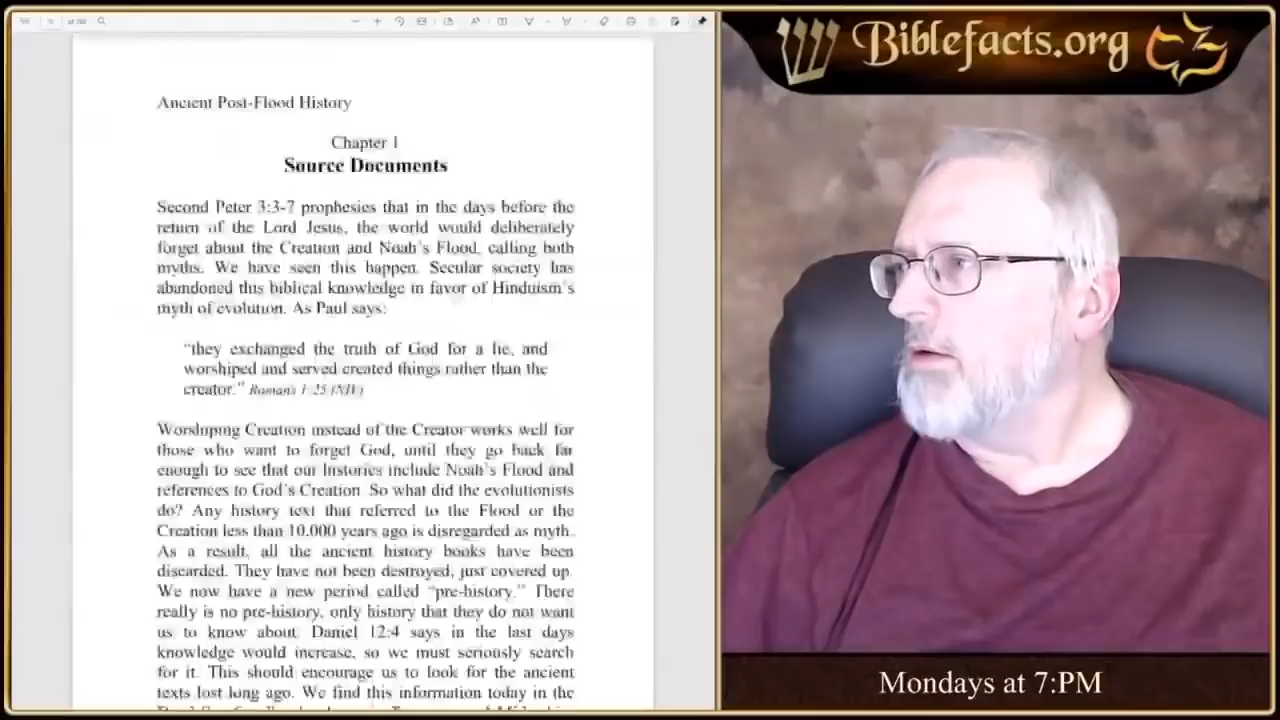 Ancient Post-Flood History
Chapter 1
Source Documents
Second Peter 3:3-7 prophesies that in the days before the
return of the Lord Jesus, the world would deliberately
forget about the Creation and Noah's Flood, calling both
myths. We have seen this happen. Secular society has
abandoned this biblical knowledge in favor of Hinduism's
myth of evolution. As Paul says:
"they exchanged the truth of God for a lie, and
worshiped and served created things rather than the
creator." Romans 1:25 (NIV)
Worshiping Creation instead of the Creator works well for
those who want to forget God, until they go back far
enough to see that our histories include Noah's Flood and
references to God's Creation. So what did the evolutionists
do? Any history text that referred to the Flood or the
Creation less than 10,000 years ago is disregarded as myth.
As a result, all the ancient history books have been
discarded. They have not been destroyed, just covered up.
We now have a new period called "pre-history." There
really is no pre-history, only history that they do not want
us to know about. Daniel 12:4 says in the last days
knowledge would increase, so we must seriously search
for it. This should encourage us to look for the ancient
texts lost long ago. We find this information today in the
Biblefacts.org
Mondays at 7:PM